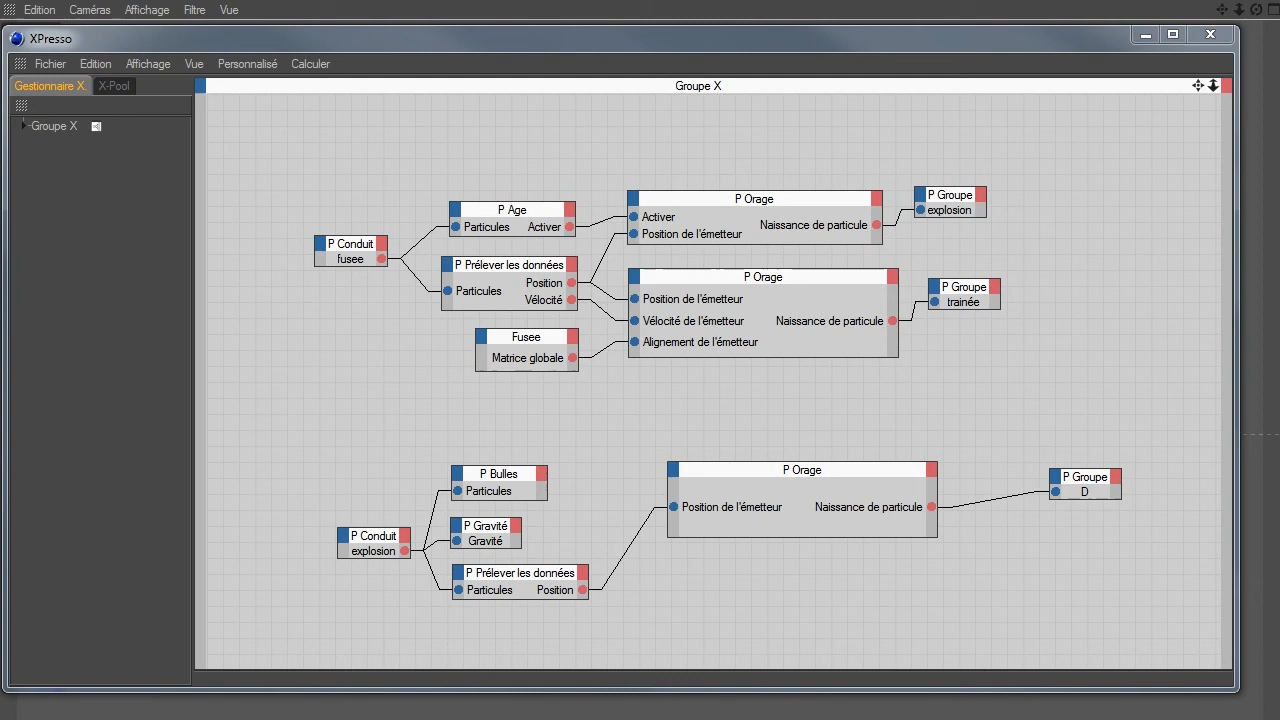 Edition Caméras Affichage Filtre Vue
XPresso
Fichier Edition Affichage Vue Personnalisé Calculer
Gestionnaire X. X-Pool
Groupe X
Groupe X
P Conduit
fusee
P Age
Particules Activer
P Prélever les données
Position
Particules
Vélocité
Fusee
Matrice globale
P Orage
Activer
Naissance de particule
Position de l'émetteur
P Groupe
explosion
P Orage
Position de l'émetteur
Vélocité de l'émetteur Naissance de particule
Alignement de l'émetteur
P Groupe
trainée
P Conduit
explosion
P Bulles
Particules
P Gravité
Gravité
P Prélever les données
Particules Position
P Orage
Position de l'émetteur Naissance de particule
P Groupe
D